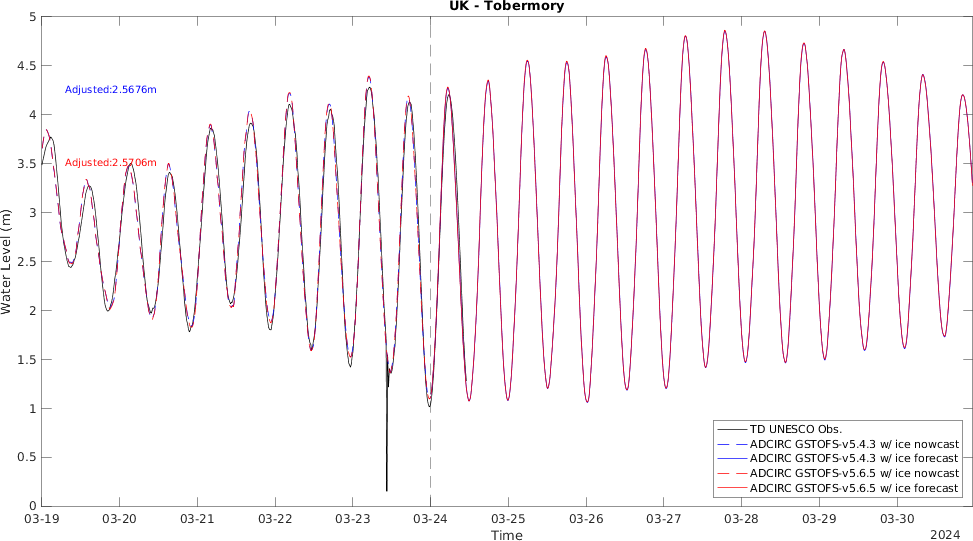 UK - Tobermory
5
4.5
4
3.5
3
2.5
2
1.5
1
0.5
0
Water Level (m)
Adjusted:2.5676m
Adjusted:2.5706m
TD UNESCO Obs.
ADCIRC GSTOFS-v5.4.3 w/ ice nowcast
ADCIRC GSTOFS-v5.4.3 w/ ice forecast
ADCIRC GSTOFS-v5.6.5 w/ ice nowcast
ADCIRC GSTOFS-v5.6.5 w/ ice forecast
03-19 03-20 03-21 03-22 03-23 03-24 03-25 03-26 03-27 03-28 03-29 03-30
Time
2024